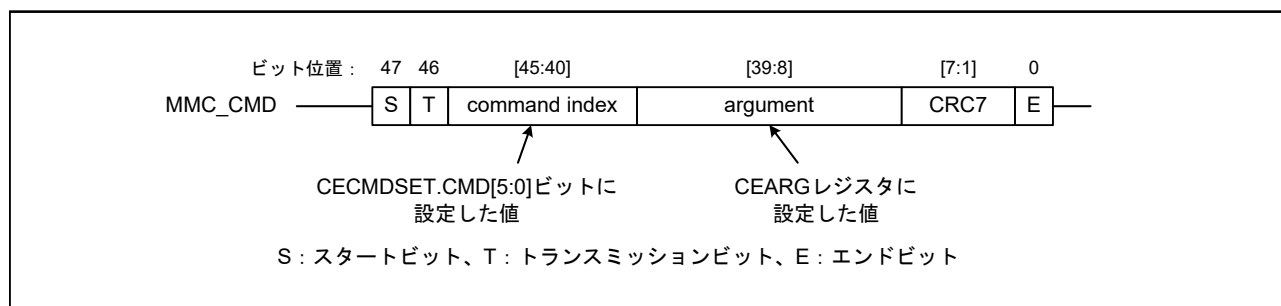 ビット位置： 47 46 [45:40] [39:8] [7:1] 0
MMC_CMD S T command index argument CRC7 E
CECMDSET.CMD[5:0]ビットに
設定した値
CEARGレジスタに
設定した値
S：スタートビット、T：トランスミッションビット、E：エンドビット